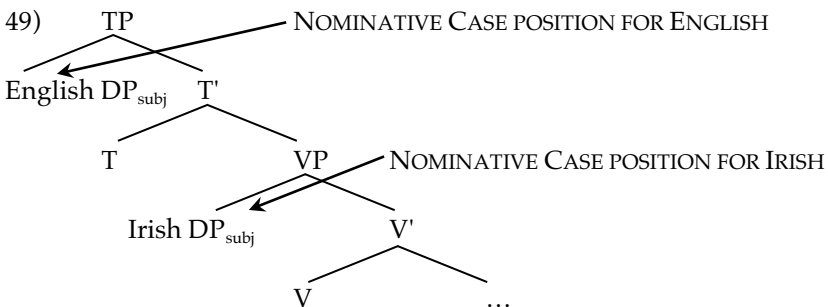 49) TP NOMINATIVE CASE POSITION FOR ENGLISH
English DPsubj T'
T VP NOMINATIVE CASE POSITION FOR IRISH
Irish DPsubj V'
V …